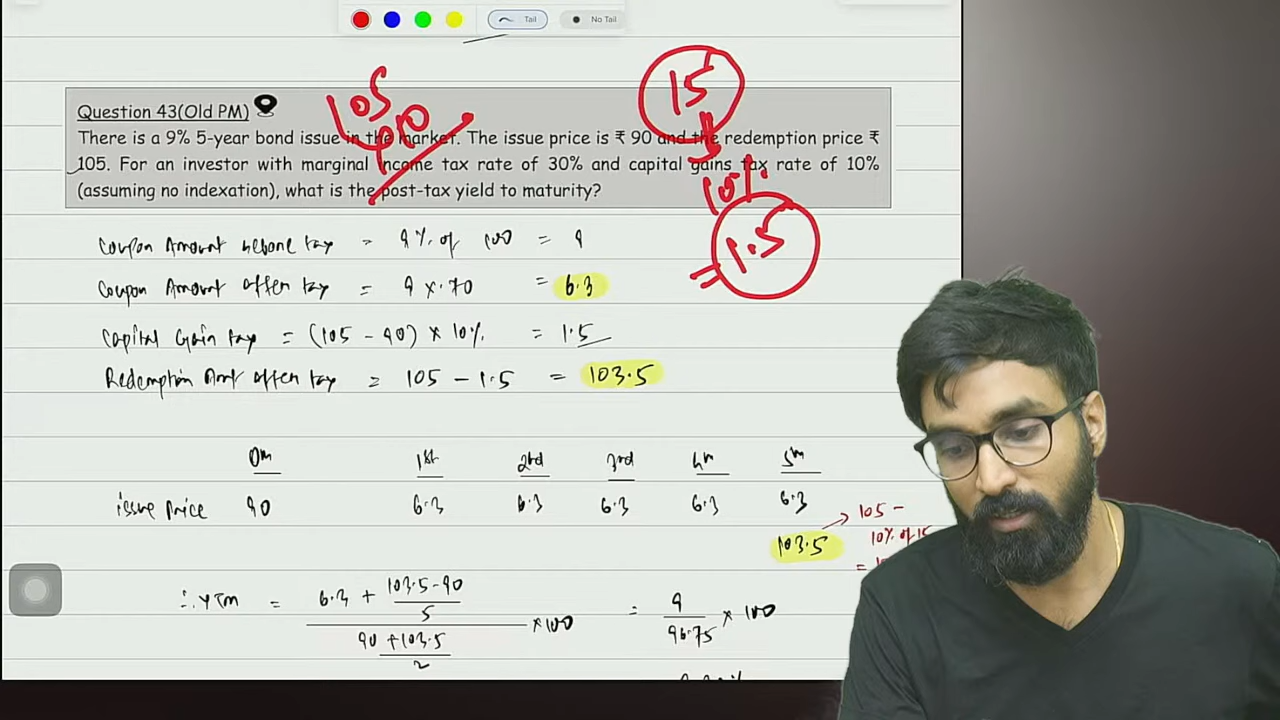 Tail
No Tail
Question 43(Old PM)
There is a 9% 5-year bond issue in the market. The issue price is ₹ 90 and the redemption price ₹
105. For an investor with marginal income tax rate of 30% and capital gains tax rate of 10%
(assuming no indexation), what is the post-tax yield to maturity?
105
90
15
10%
= 1.5
Coupon Amount before tax = 9% of 100 = 9
Coupon Amount after tax = 9 × .70 = 6.3
Capital Gain tax = (105 - 90) × 10% = 1.5
Redemption Amt after tax = 105 - 1.5 = 103.5
0th 1st 2nd 3rd 4th 5th
issue price 90 6.3 6.3 6.3 6.3 6.3
103.5 → 105 -
10% of 15
∴ YTM = 6.3 + 103.5 - 90 / 5
90 + 103.5 / 2
× 100 = 9 / 96.75 × 100